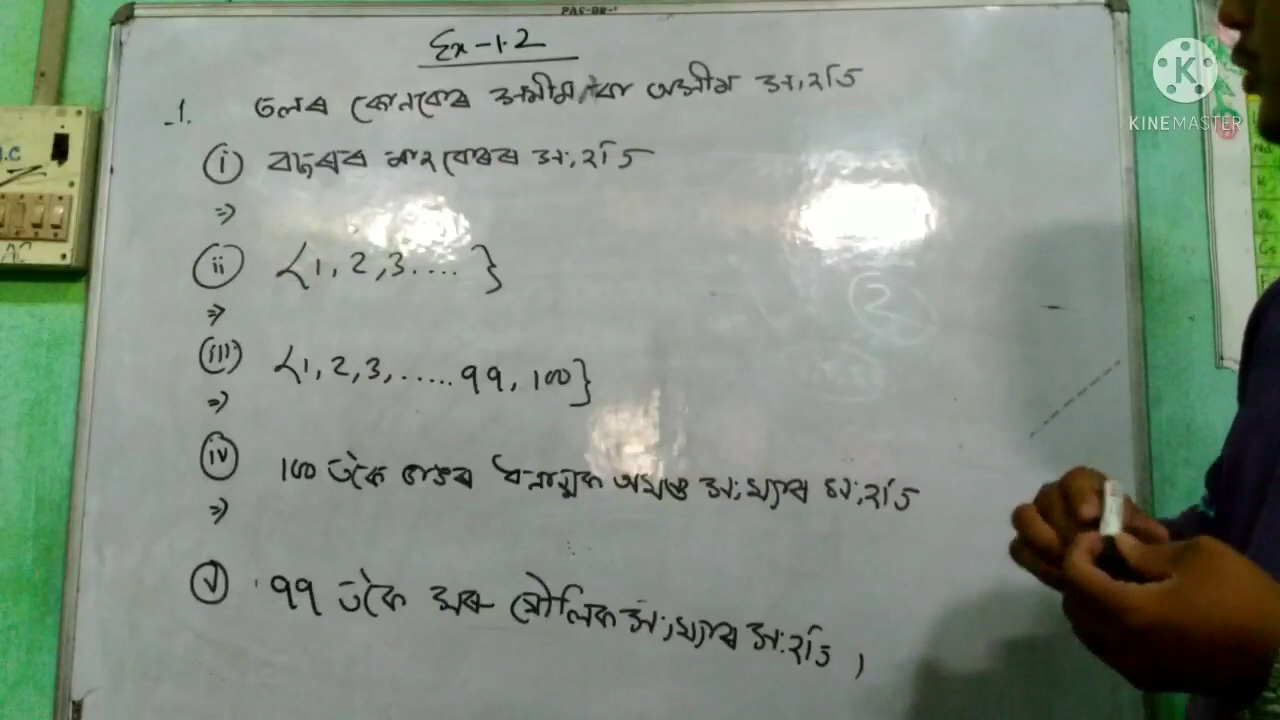 Ex-1.2
1. তলৰ কোনবোৰ সসীম বা অসীম সংহতি
(i) বছৰৰ মাহবোৰৰ সংহতি
⇒
(ii) {1, 2, 3....}
⇒
(iii) {1, 2, 3, ..... 99, 100}
⇒
(iv) 100 তকৈ ডাঙৰ ধনাত্মক অখণ্ড সংখ্যাৰ সংহতি
⇒
(v) 99 তকৈ সৰু মৌলিক সংখ্যাৰ সংহতি।
2
KINEMASTER